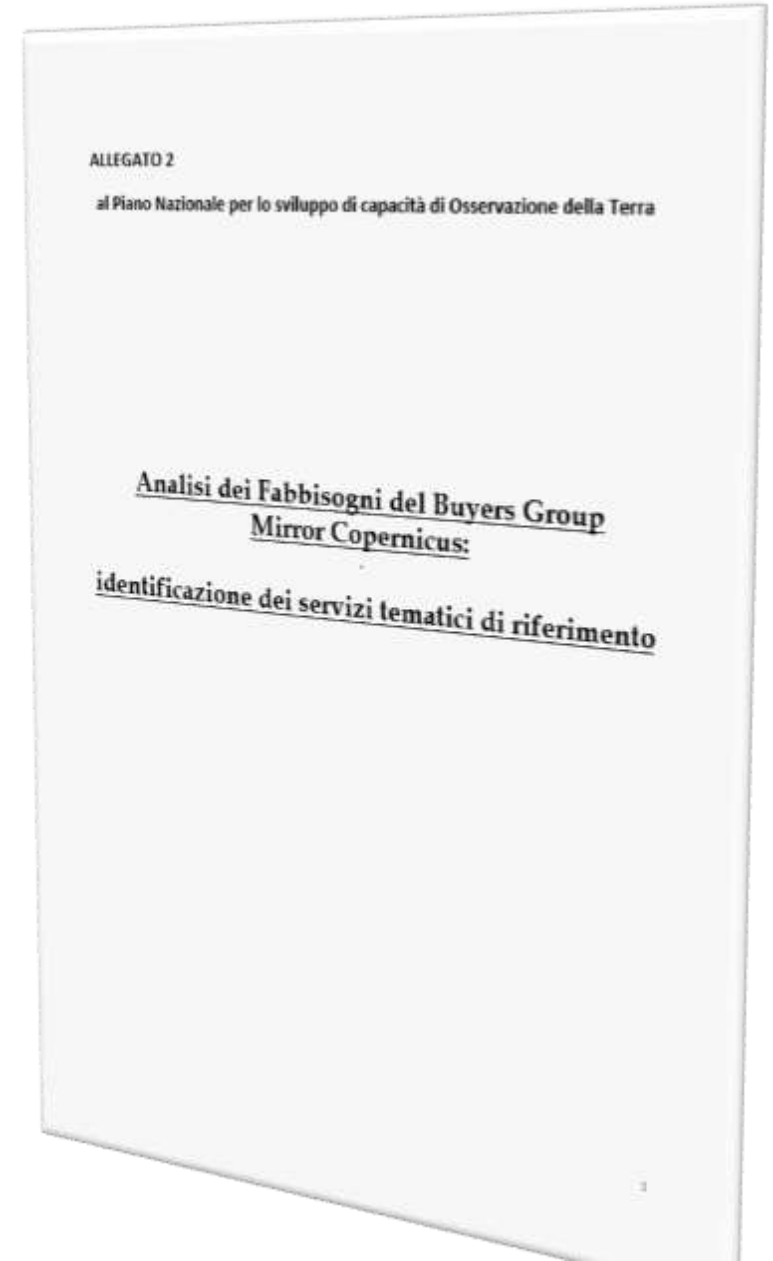 ALLEGATO 2
al Piano Nazionale per lo sviluppo di capacità di Osservazione della Terra
Analisi dei Fabbisogni del Buyers Group
Mirror Copernicus:
identificazione dei servizi tematici di riferimento